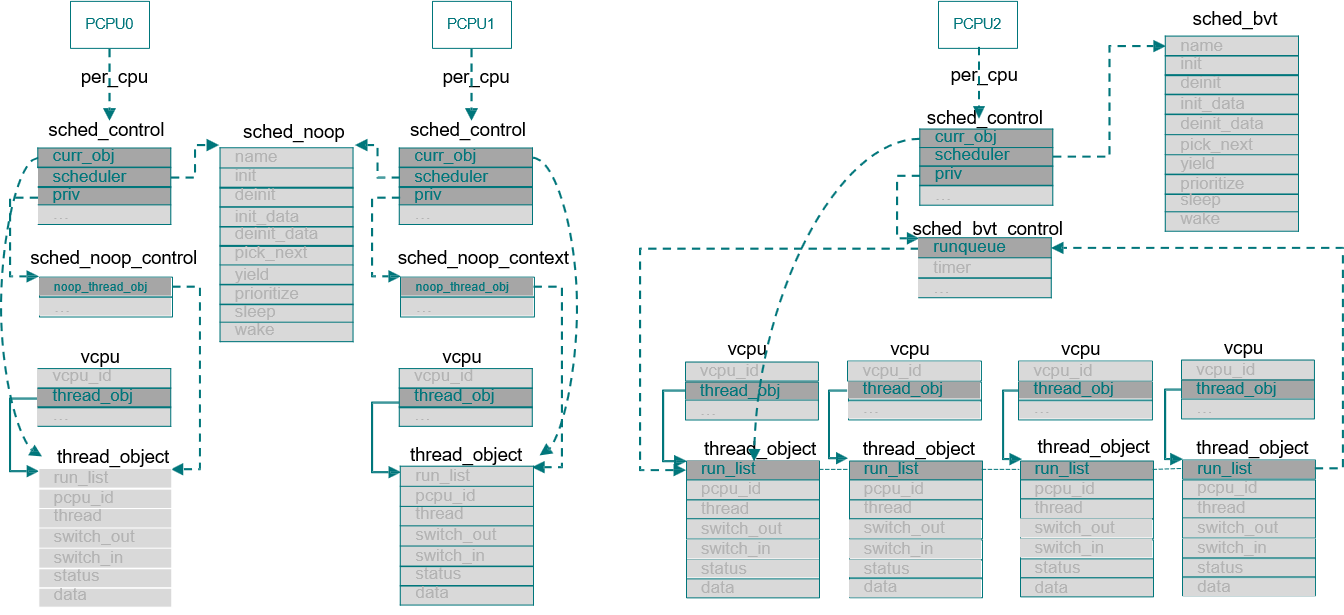 PCPU0
per_cpu
sched_control
curr_obj
scheduler
priv
...
sched_noop_control
noop_thread_obj
...
vcpu
vcpu_id
thread_obj
...
thread_object
run_list
pcpu_id
thread
switch_out
switch_in
status
data
sched_noop
name
init
deinit
init_data
deinit_data
pick_next
yield
prioritize
sleep
wake
PCPU1
per_cpu
sched_control
curr_obj
scheduler
priv
...
sched_noop_context
noop_thread_obj
...
vcpu
vcpu_id
thread_obj
...
thread_object
run_list
pcpu_id
thread
switch_out
switch_in
status
data
PCPU2
per_cpu
sched_control
curr_obj
scheduler
priv
...
sched_bvt_control
runqueue
timer
...
sched_bvt
name
init
deinit
init_data
deinit_data
pick_next
yield
prioritize
sleep
wake
vcpu
vcpu_id
thread_obj
...
thread_object
run_list
pcpu_id
thread
switch_out
switch_in
status
data
vcpu
vcpu_id
thread_obj
...
thread_object
run_list
pcpu_id
thread
switch_out
switch_in
status
data
vcpu
vcpu_id
thread_obj
...
thread_object
run_list
pcpu_id
thread
switch_out
switch_in
status
data
vcpu
vcpu_id
thread_obj
...
thread_object
run_list
pcpu_id
thread
switch_out
switch_in
status
data